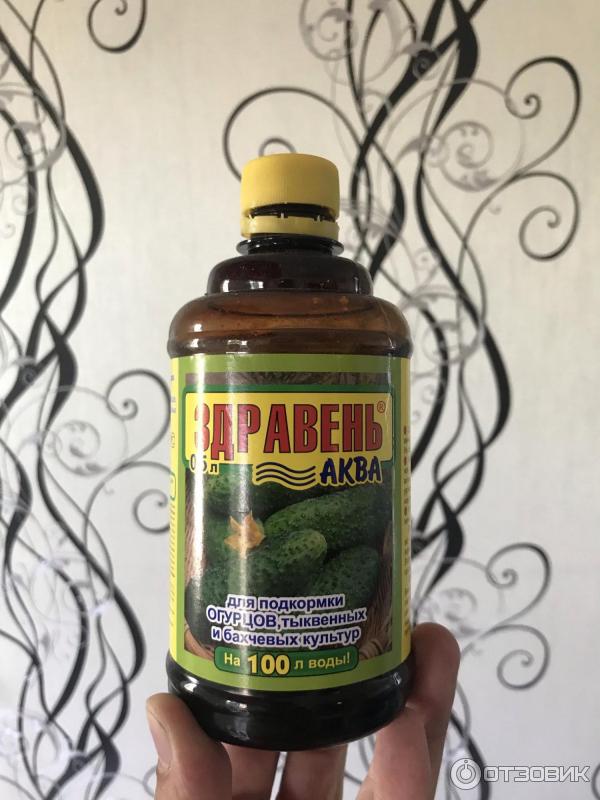 ЗДРАВЕНЬ®
0,5 л
АКВА
для подкормки
ОГУРЦОВ, тыквенных
и бахчевых культур
На 100 л воды!
ОТЗОВИК